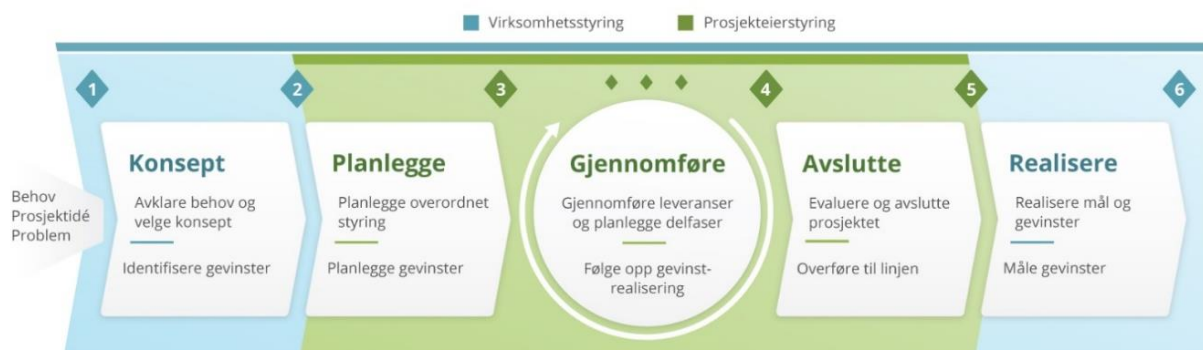 Virksomhetsstyring
Prosjekteierstyring
1
2
3
4
5
6
Behov
Prosjektidé
Problem
Konsept
Avklare behov og
velge konsept
Identifisere gevinster
Planlegge
Planlegge overordnet
styring
Planlegge gevinster
Gjennomføre
Gjennomføre leveranser
og planlegge delfaser
Følge opp gevinst-
realisering
Avslutte
Evaluere og avslutte
prosjektet
Overføre til linjen
Realisere
Realisere mål og
gevinster
Måle gevinster